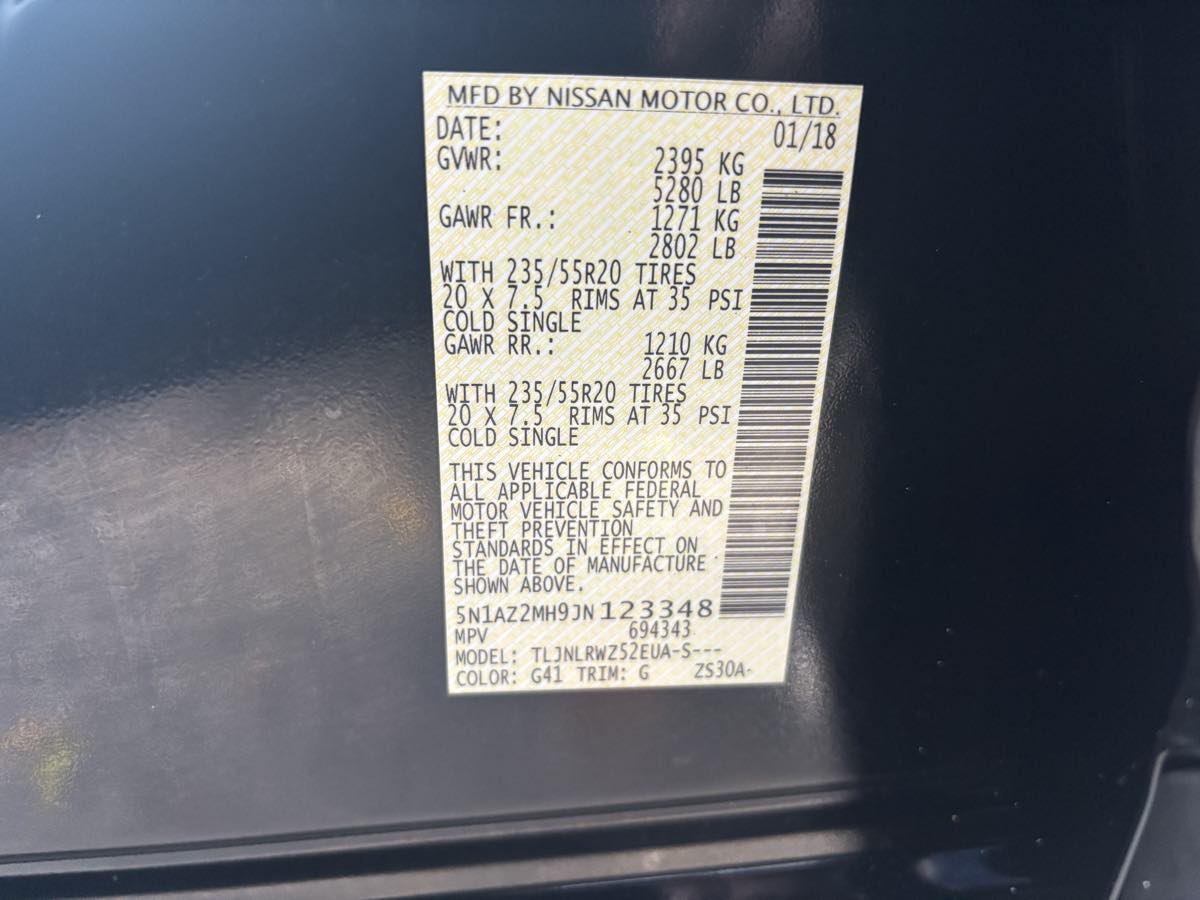 MFD BY NISSAN MOTOR CO., LTD.
DATE: 01/18
GVWR: 2395 KG
5280 LB
GAWR FR.: 1271 KG
2802 LB
WITH 235/55R20 TIRES
20 X 7.5 RIMS AT 35 PSI
COLD SINGLE
GAWR RR.: 1210 KG
2667 LB
WITH 235/55R20 TIRES
20 X 7.5 RIMS AT 35 PSI
COLD SINGLE
THIS VEHICLE CONFORMS TO
ALL APPLICABLE FEDERAL
MOTOR VEHICLE SAFETY AND
THEFT PREVENTION
STANDARDS IN EFFECT ON
THE DATE OF MANUFACTURE
SHOWN ABOVE.
5N1AZ2MH9JN123348
MPV 694343
MODEL: TLJNLRWZ52EUA-S---
COLOR: G41 TRIM: G ZS30A-